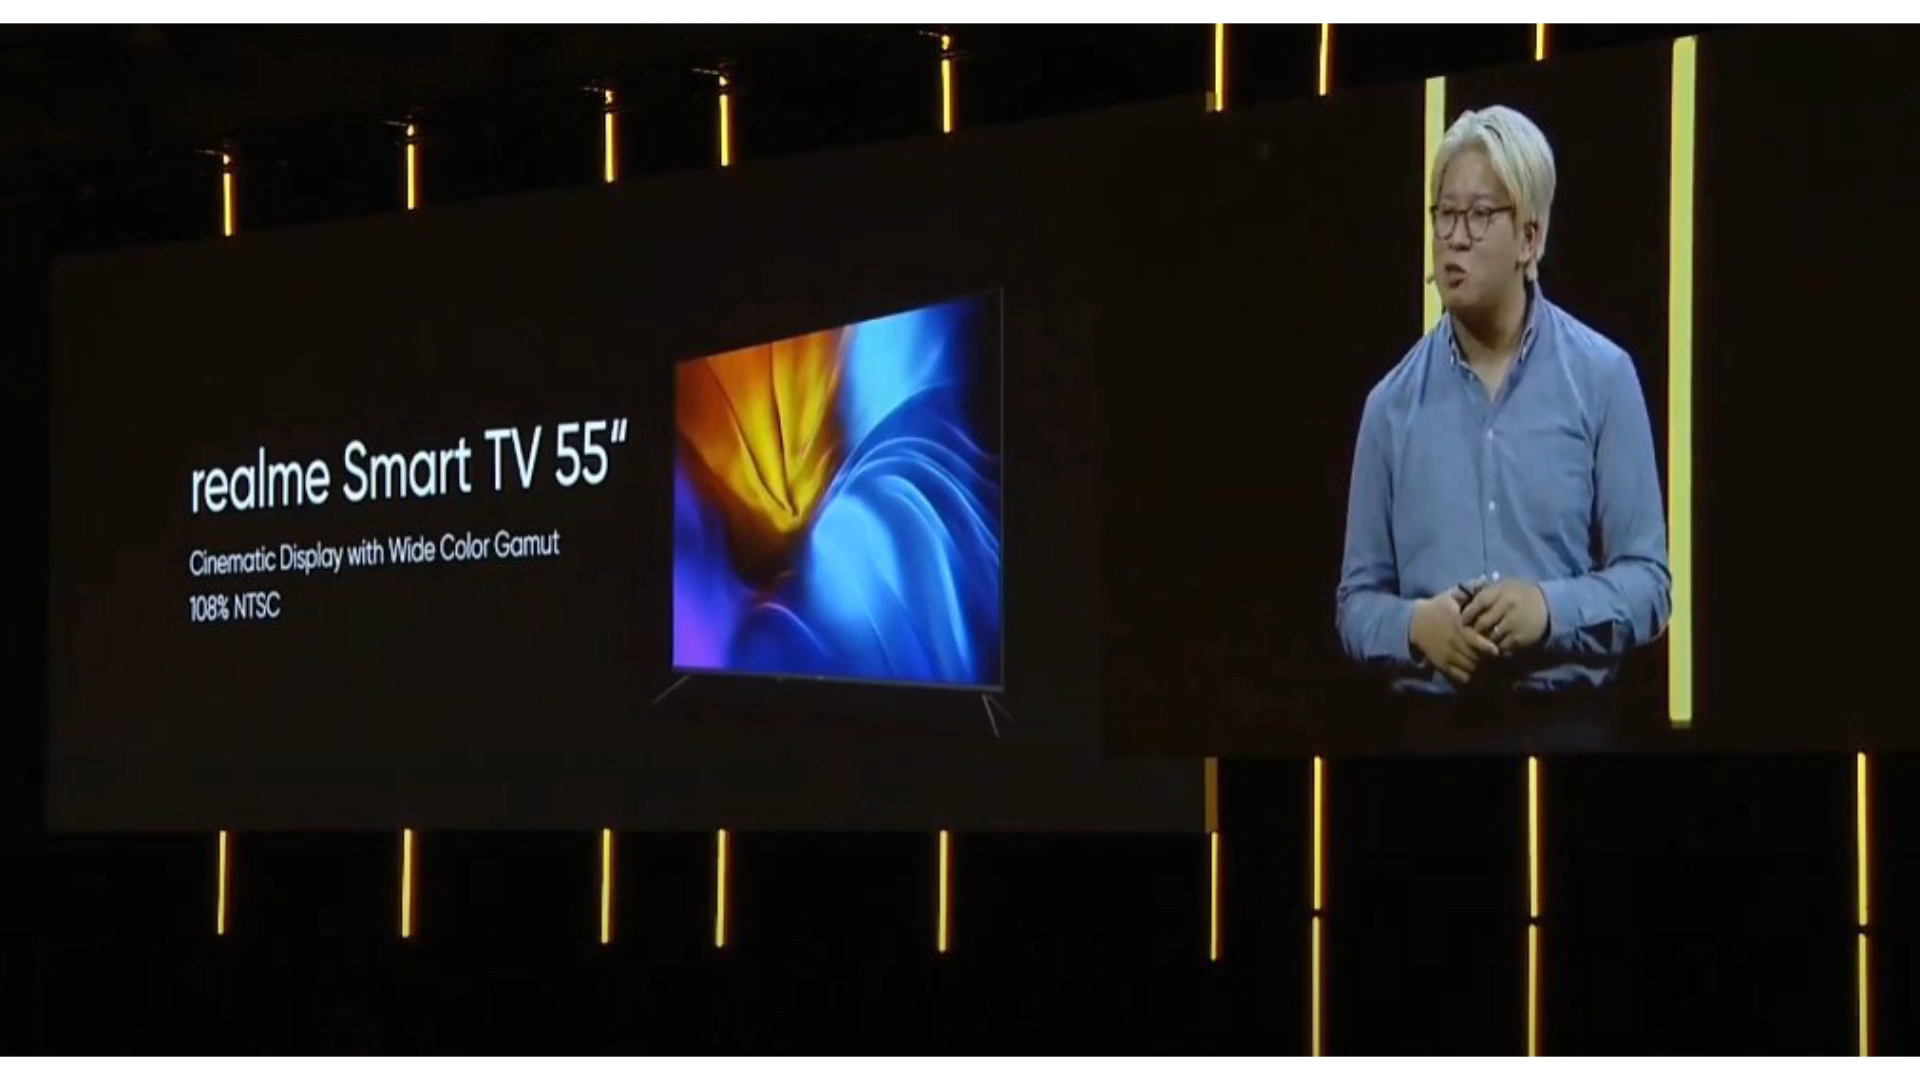 realme Smart TV 55“
Cinematic Display with Wide Color Gamut
108% NTSC